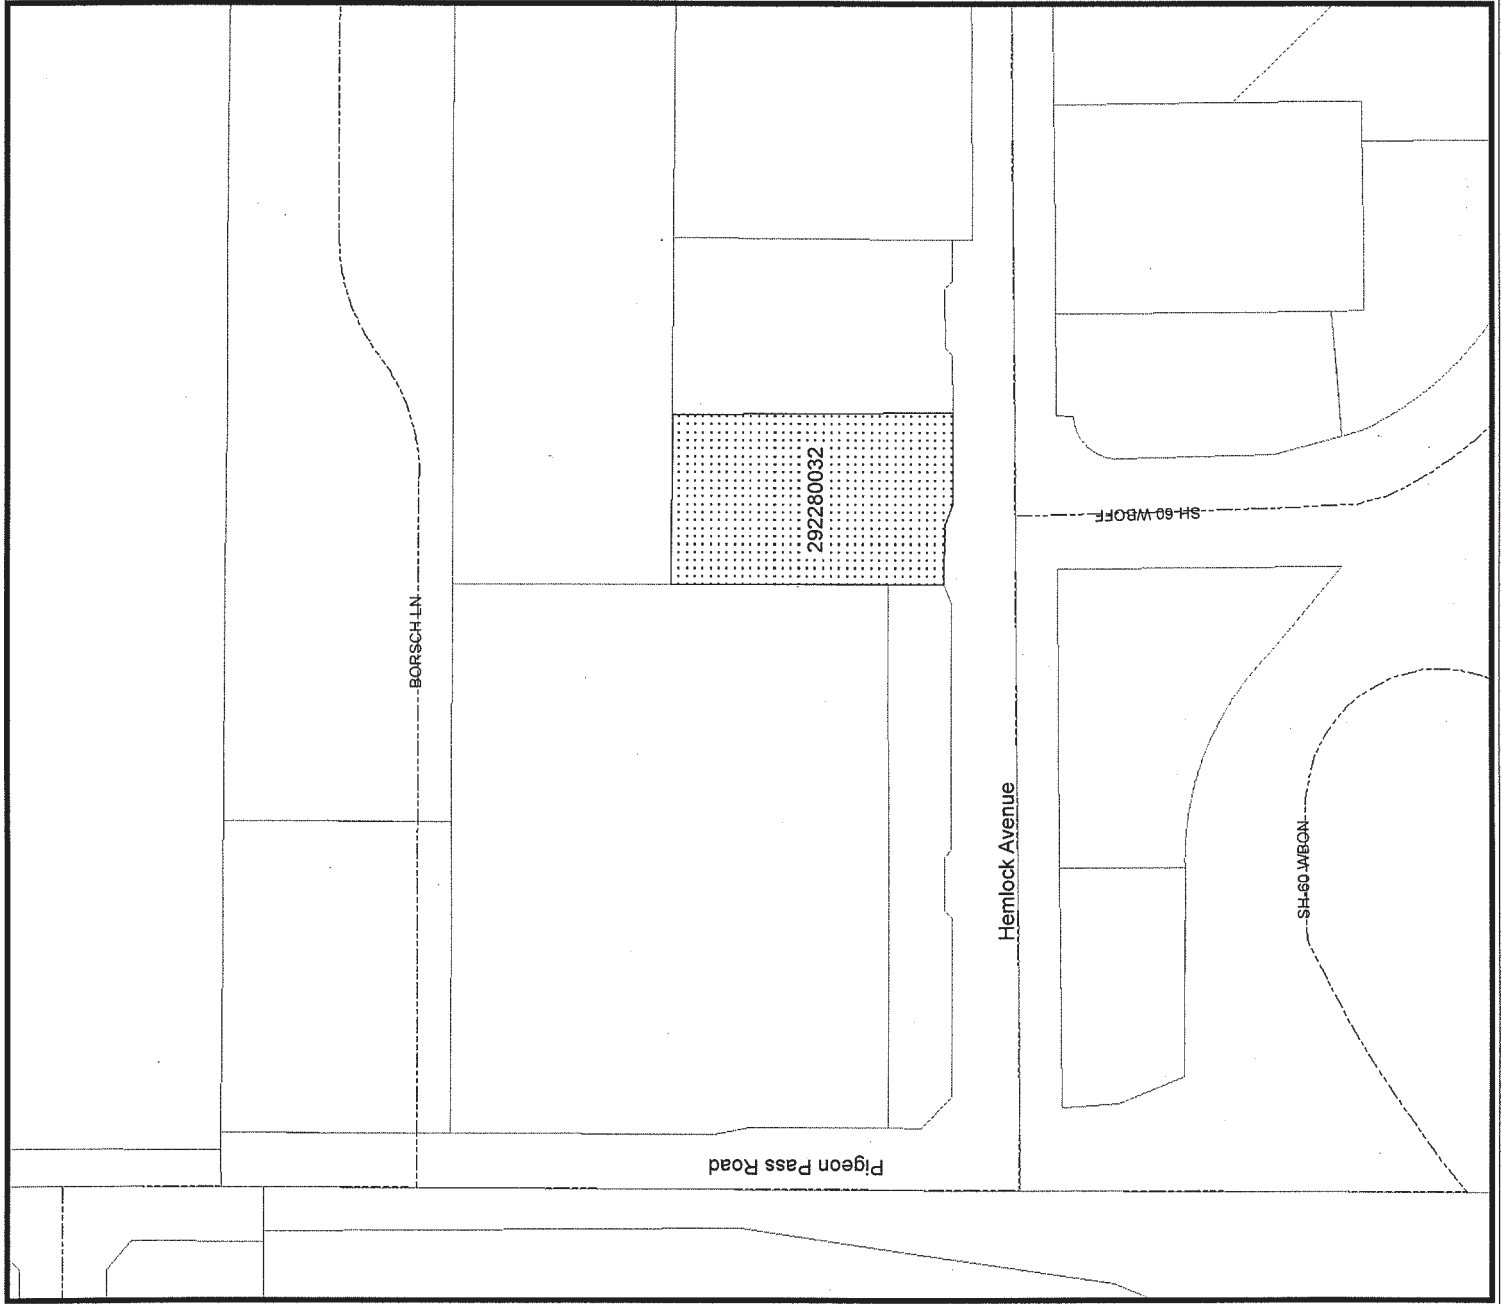 292280032
SH-60 WBOFF
BORSCH LN
Hemlock Avenue
SH-60 WBON
Pigeon Pass Road